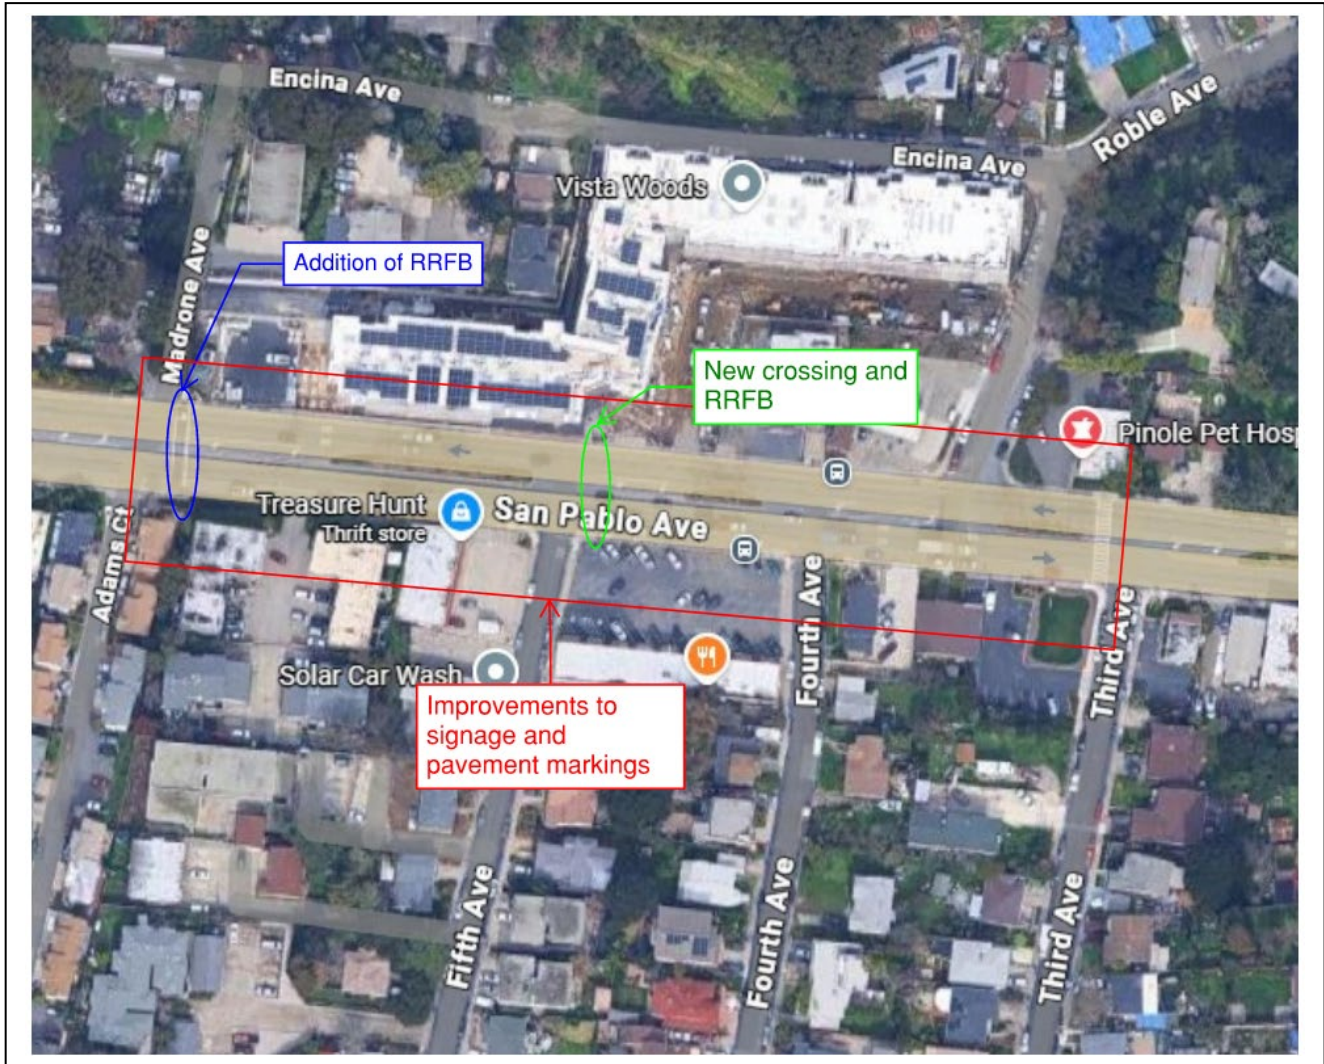 Encina Ave
Roble Ave
Encina Ave
Vista Woods
Madrone Ave
Addition of RRFB
New crossing and
RRFB
Pinole Pet Hosp
Treasure Hunt
Thrift store
San Pablo Ave
Adams Ct
Fourth Ave
Third Ave
Solar Car Wash
Improvements to
signage and
pavement markings
Fifth Ave
Fourth Ave
Third Ave